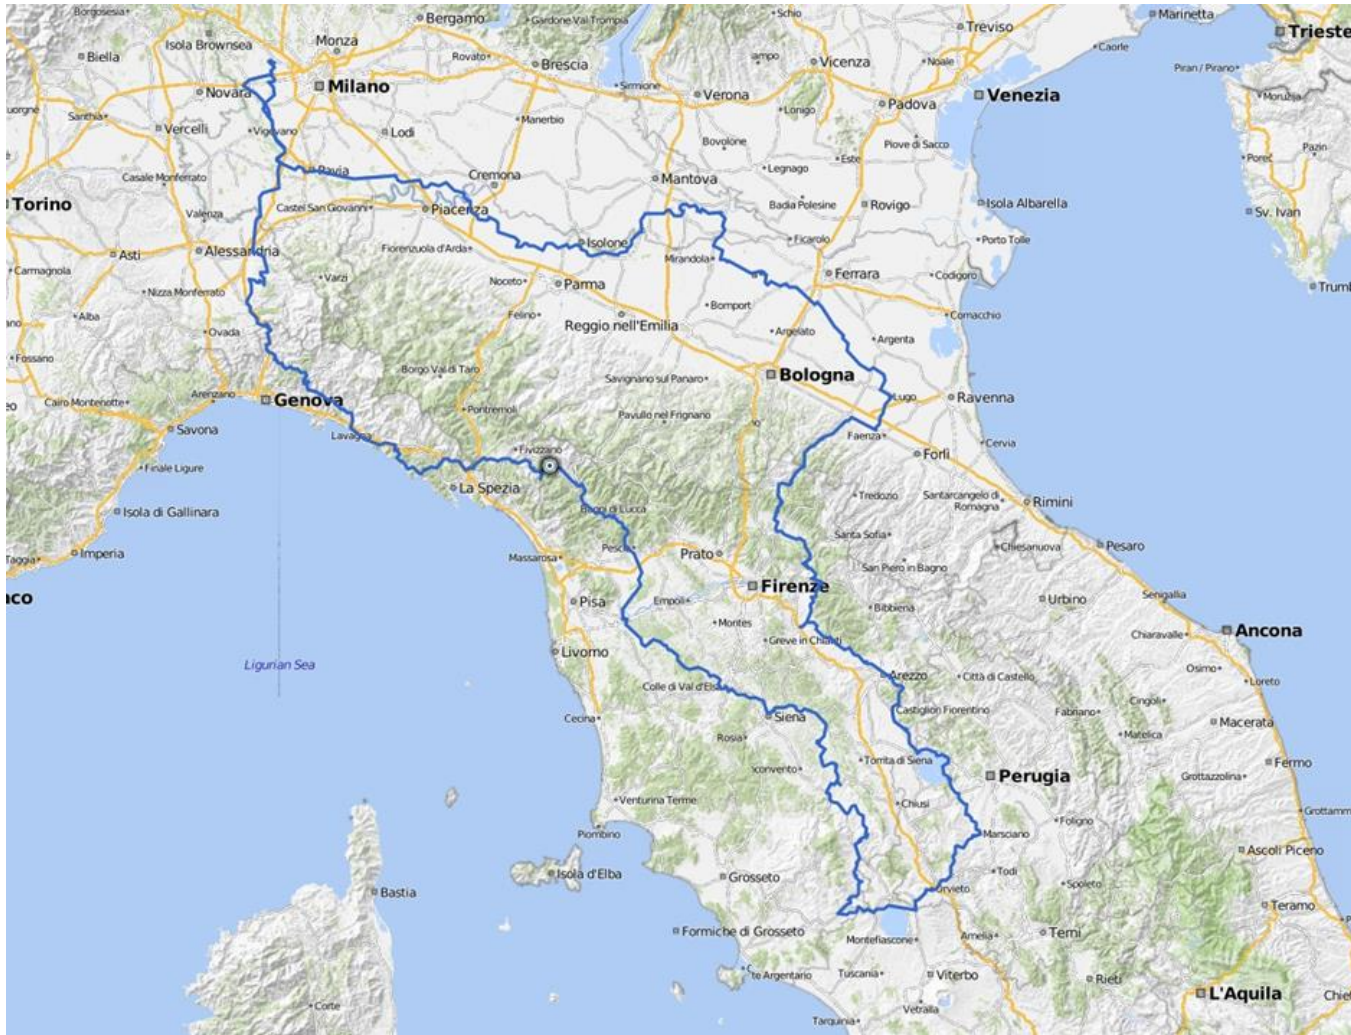 Borgosesia
Bergamo
Gardone Val Trompia
Schio
Treviso
Marinetta
Trieste
Isola Brownsea
Monza
Biella
Rovato
Brescia
Vicenza
Noale
Caorle
Piran / Pirano
Novara
Milano
Sirmione
Verona
Lonigo
Padova
Venezia
Santhia
Vercelli
Vigevano
Lodi
Manerbio
Bovolone
Este
Piove di Sacco
Poreč
Pazin
Casale Monferrato
Pavia
Cremona
Mantova
Legnago
Torino
Valenza
Castel San Giovanni
Piacenza
Badia Polesine
Rovigo
Isola Albarella
Sv. Ivan
Asti
Alessandria
Fiorenzuola d'Arda
Isolone
Ficarolo
Porto Tolle
Carmagnola
Varzi
Noceto
Parma
Mirandola
Ferrara
Codigoro
Nizza Monferrato
Alba
Felino
Reggio nell'Emilia
Bomport
Comacchio
Ovada
Argelato
Argenta
Fossano
Borgo Val di Taro
Savignano sul Panaro
Bologna
Cairo Montenotte
Arenzano
Genova
Pontremoli
Pavullo nel Frignano
Lugo
Ravenna
Savona
Lavagna
Faenza
Cervia
Finale Ligure
Fivizzano
Forlì
La Spezia
Tredozio
Santarcangelo di
Romagna
Rimini
Isola di Gallinara
Bagni di Lucca
Santa Sofia
Chiesanuova
Pesaro
Imperia
Taggia
Massarosa
Pescia
Prato
San Piero in Bagno
Firenze
Urbino
Senigallia
Pisa
Empoli
Bibbiena
Montes
Chiaravalle
Ancona
Greve in Chianti
Livorno
Ligurian Sea
Osimo
Loreto
Colle di Val d'Els
Arezzo
Città di Castello
Cingoli
Cecina
Siena
Castiglion Fiorentino
Fabriano
Macerata
Rosia
Matelica
Torrita di Siena
Fermo
Perugia
Grottazzolina
Venturina Terme
Chiusi
Foligno
Piombino
Marsciano
Ascoli Piceno
Isola d'Elba
Grosseto
Todi
Spoleto
Bastia
Orvieto
Teramo
Formiche di Grosseto
Montefiascone
Amelia
Terni
Tuscania
Viterbo
Rieti
L'Aquila
Corte
Vetralla
Tarquinia